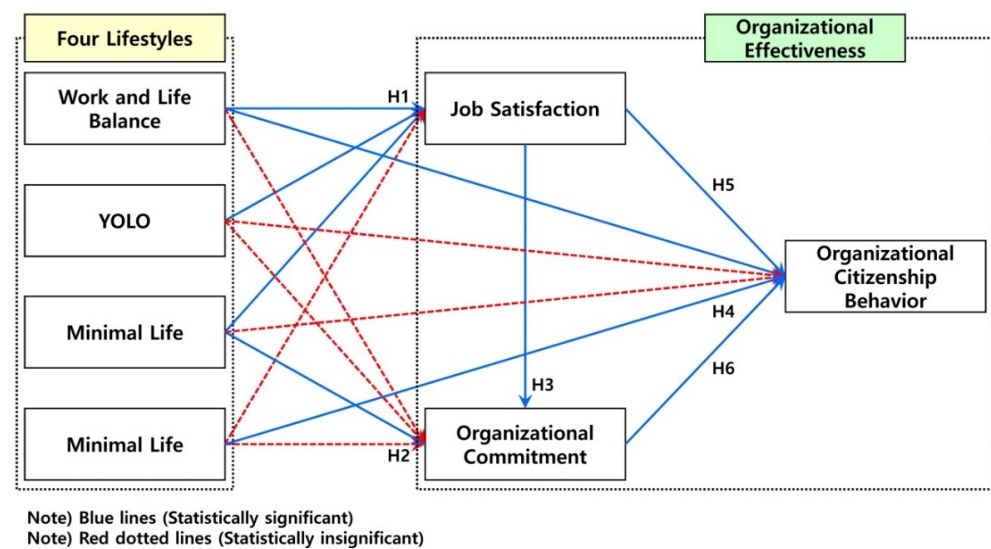 Four Lifestyles
Organizational
Effectiveness
Work and Life
Balance
H1
Job Satisfaction
H5
YOLO
Organizational
Citizenship
Behavior
Minimal Life
H4
H6
H3
Minimal Life
H2
Organizational
Commitment
Note) Blue lines (Statistically significant)
Note) Red dotted lines (Statistically insignificant)